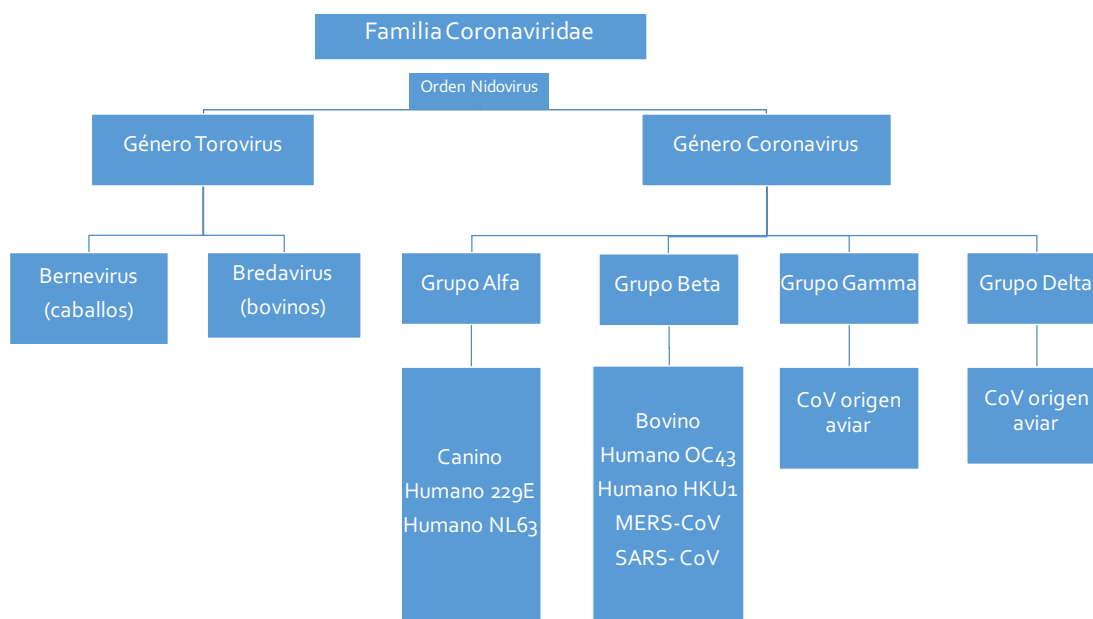 Familia Coronaviridae
Orden Nidovirus
Género Torovirus
Género Coronavirus
Bernevirus
(caballos)
Bredavirus
(bovinos)
Grupo Alfa
Grupo Beta
Grupo Gamma
Grupo Delta
Canino
Humano 229E
Humano NL63
Bovino
Humano OC43
Humano HKU1
MERS-CoV
SARS- CoV
CoV origen
aviar
CoV origen
aviar